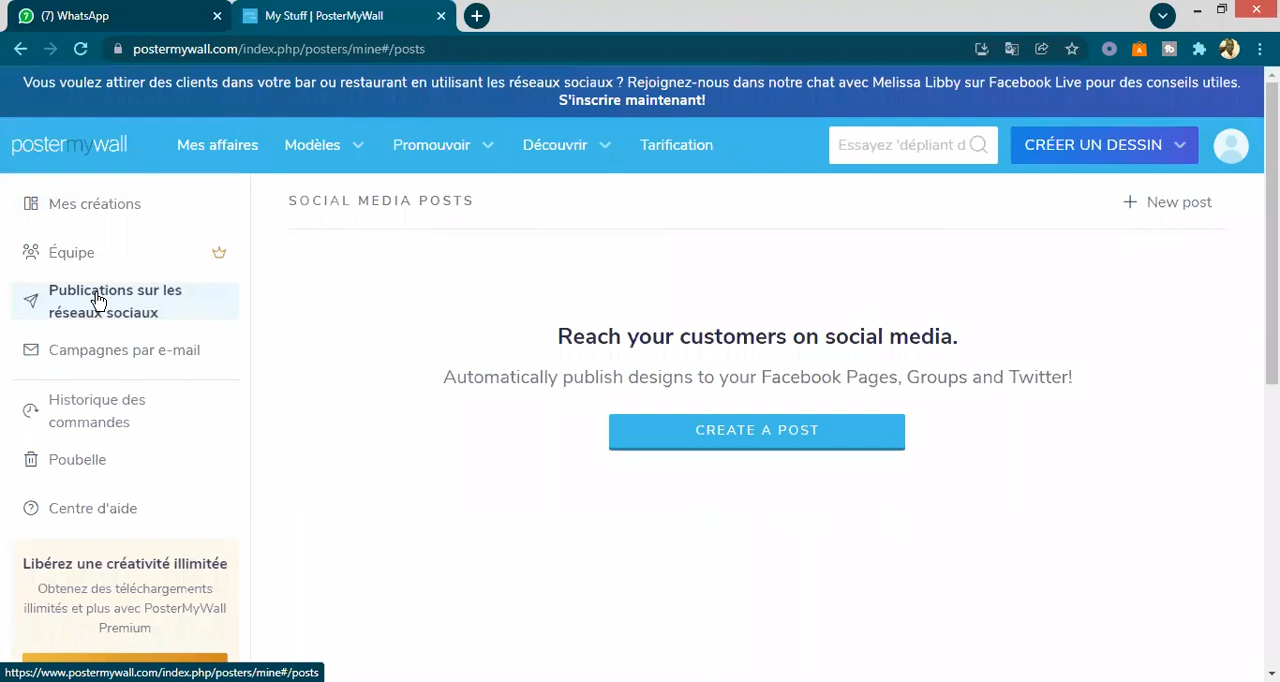 (7) WhatsApp
My Stuff | PosterMyWall
postermywall.com/index.php/posters/mine#/posts
Vous voulez attirer des clients dans votre bar ou restaurant en utilisant les réseaux sociaux ? Rejoignez-nous dans notre chat avec Melissa Libby sur Facebook Live pour des conseils utiles.
S'inscrire maintenant!
postermywall
Mes affaires
Modèles
Promouvoir
Découvrir
Tarification
Essayez 'dépliant d
CRÉER UN DESSIN
Mes créations
Équipe
Publications sur les
réseaux sociaux
Campagnes par e-mail
Historique des
commandes
Poubelle
Centre d'aide
Libérez une créativité illimitée
Obtenez des téléchargements
illimités et plus avec PosterMyWall
Premium
SOCIAL MEDIA POSTS
New post
Reach your customers on social media.
Automatically publish designs to your Facebook Pages, Groups and Twitter!
CREATE A POST
https://www.postermywall.com/index.php/posters/mine#/posts